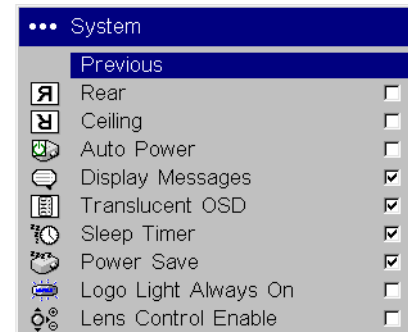 ••• System
Previous
Rear
Ceiling
Auto Power
Display Messages
Translucent OSD
Sleep Timer
Power Save
Logo Light Always On
Lens Control Enable